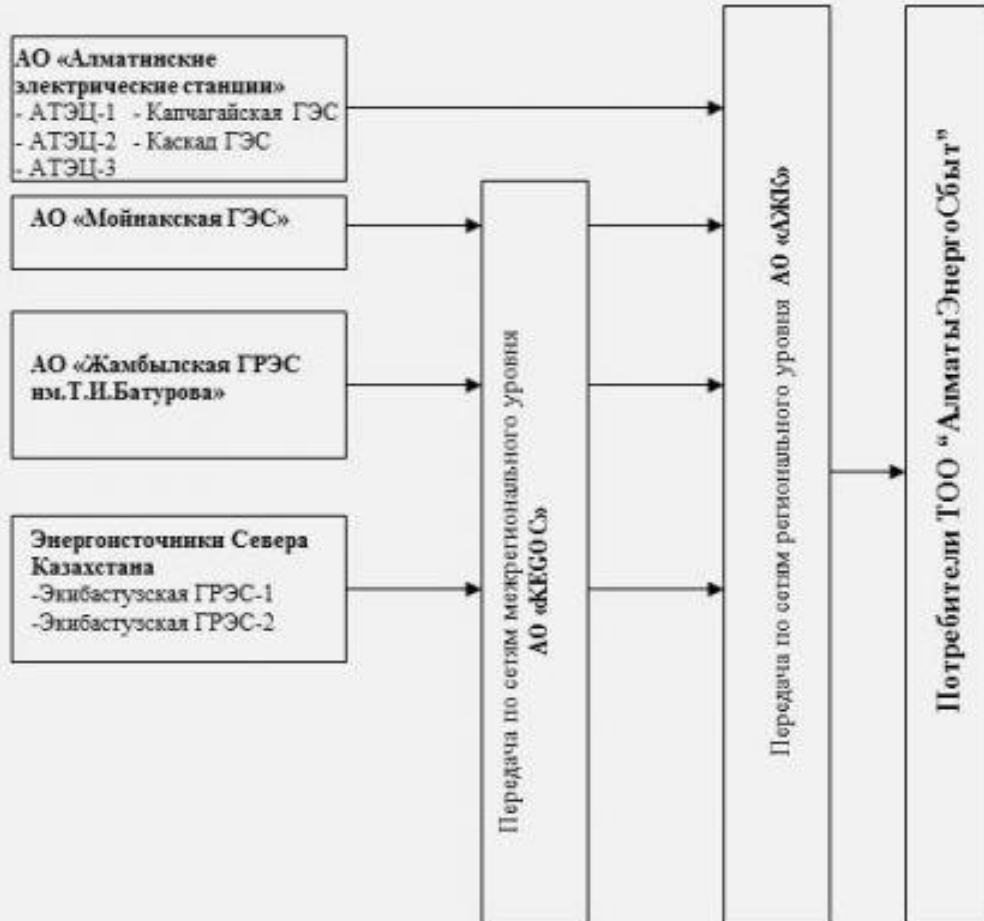 АО «Алматинские
электрические станции»
- АТЭЦ-1 - Капчагайская ГЭС
- АТЭЦ-2 - Каскад ГЭС
- АТЭЦ-3
АО «Мойнакская ГЭС»
АО «Жамбылская ГРЭС
им.Т.И.Батурова»
Энергоисточники Севера
Казахстана
-Экибастузская ГРЭС-1
-Экибастузская ГРЭС-2
Передача по сетям межрегионального уровня
АО «KEGOC»
Передача по сетям регионального уровня АО «АЖК»
Потребители ТОО “АлматыЭнергоСбыт”